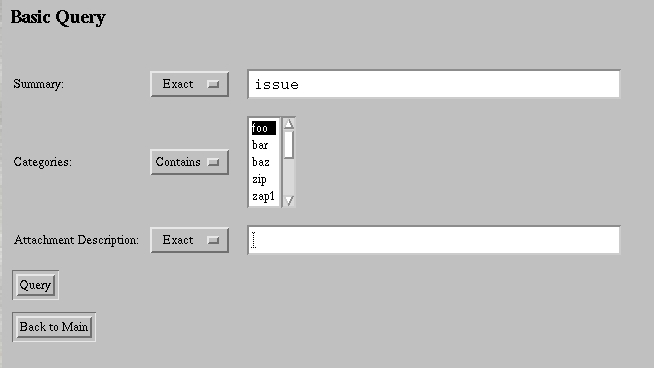 Basic Query
Summary: Exact issue
Categories: Contains foo
bar
baz
zip
zap1
Attachment Description: Exact
Query
Back to Main